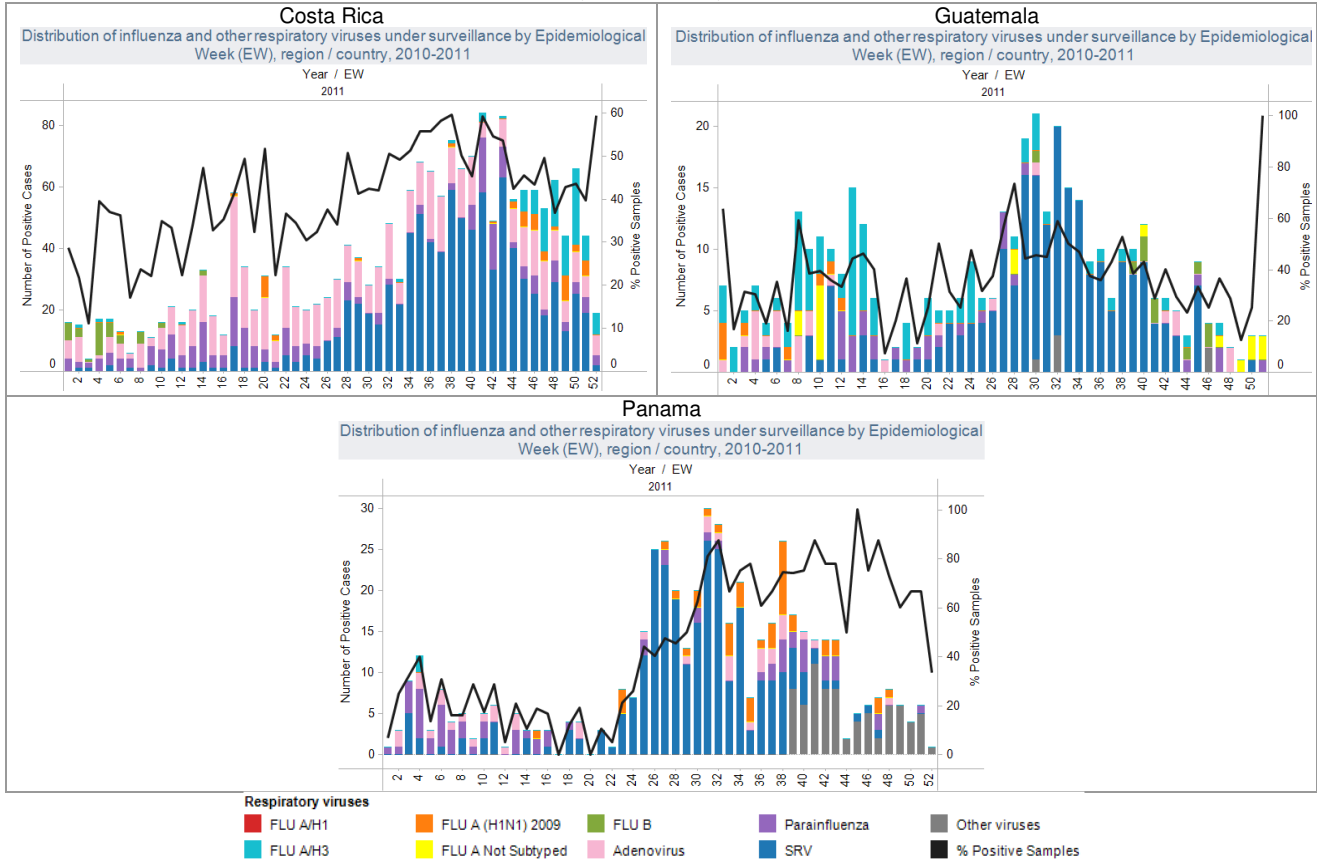 Costa Rica
Distribution of influenza and other respiratory viruses under surveillance by Epidemiological
Week (EW), region / country, 2010-2011
Year / EW
2011
Number of Positive Cases
80
60
40
20
0
% Positive Samples
60
50
40
30
20
10
0
2 4 6 8 10 12 14 16 18 20 22 24 26 28 30 32 34 36 38 40 42 44 46 48 50 52
Guatemala
Distribution of influenza and other respiratory viruses under surveillance by Epidemiological
Week (EW), region / country, 2010-2011
Year / EW
2011
Number of Positive Cases
20
15
10
5
0
% Positive Samples
100
80
60
40
20
0
2 4 6 8 10 12 14 16 18 20 22 24 26 28 30 32 34 36 38 40 42 44 46 48 50
Panama
Distribution of influenza and other respiratory viruses under surveillance by Epidemiological
Week (EW), region / country, 2010-2011
Year / EW
2011
Number of Positive Cases
30
25
20
15
10
5
0
% Positive Samples
100
80
60
40
20
0
2 4 6 8 10 12 14 16 18 20 22 24 26 28 30 32 34 36 38 40 42 44 46 48 50 52
Respiratory viruses
FLU A/H1 FLU A (H1N1) 2009 FLU B Parainfluenza Other viruses
FLU A/H3 FLU A Not Subtyped Adenovirus SRV % Positive Samples